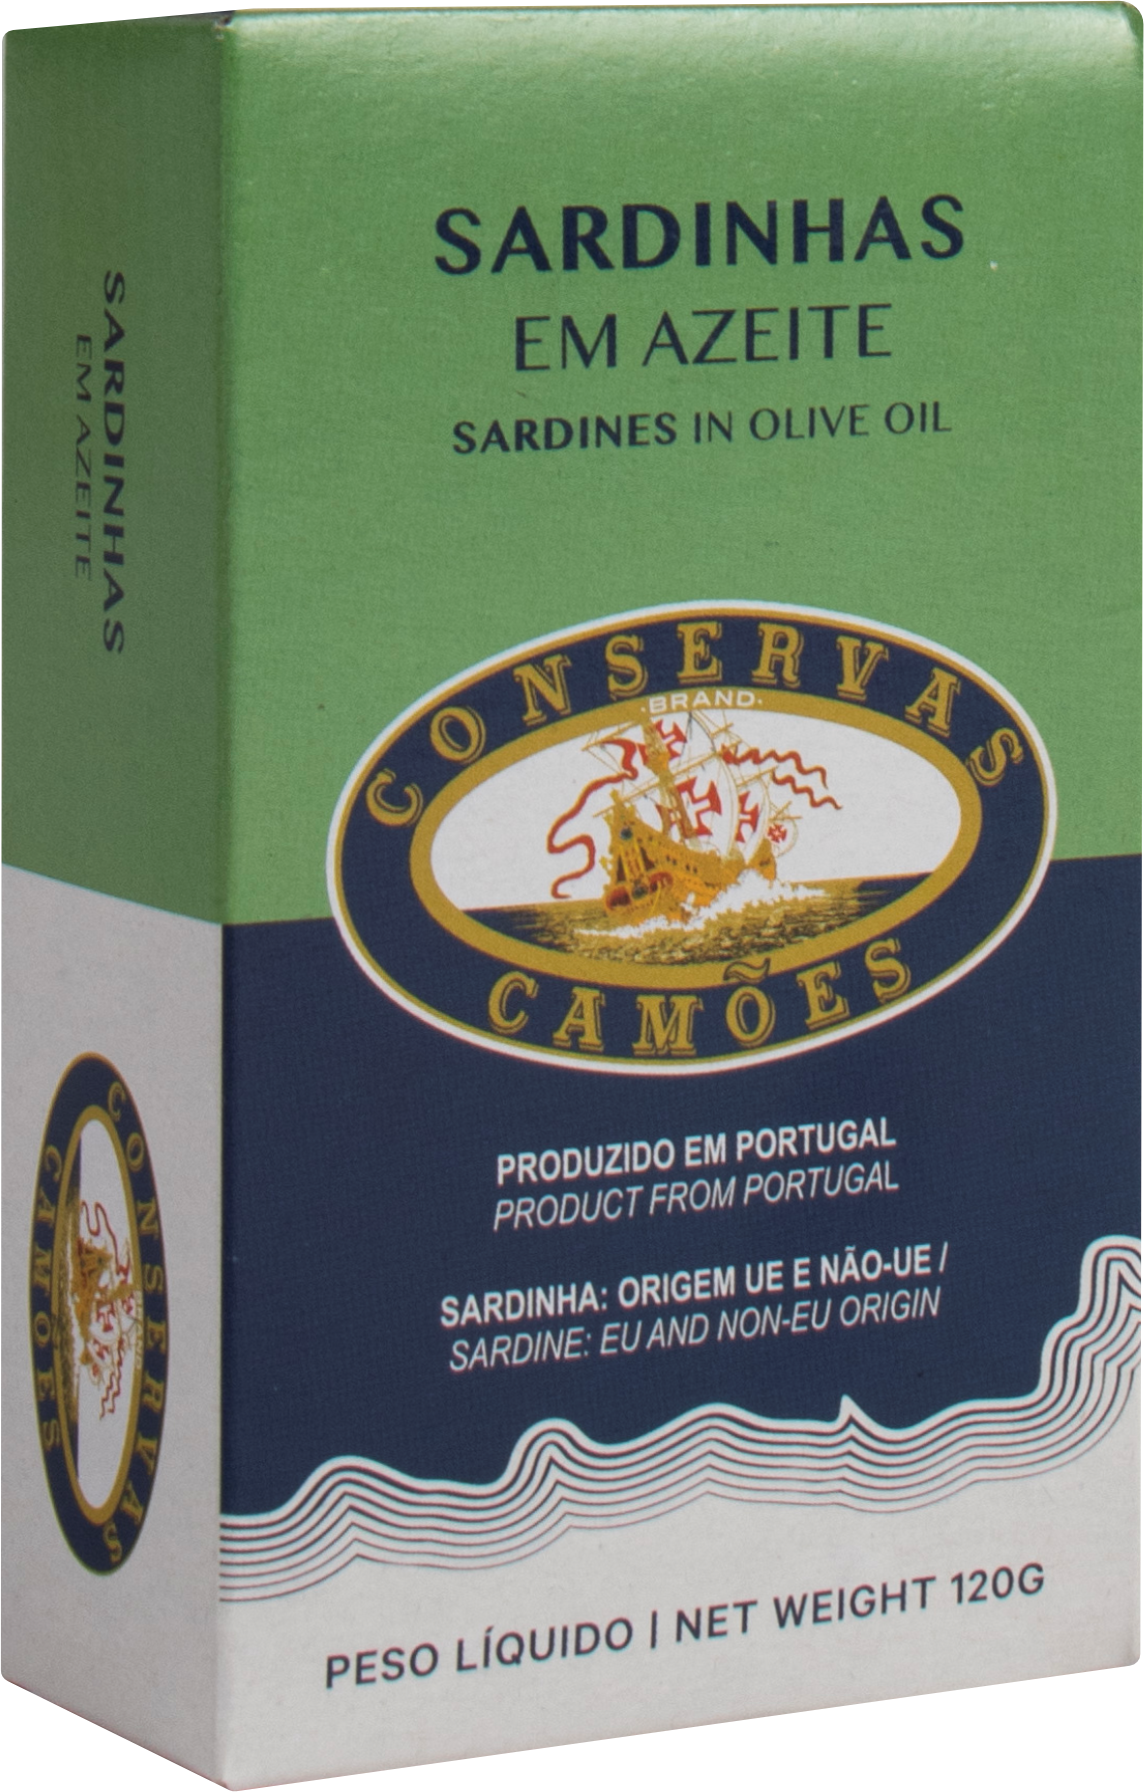 SARDINHAS
EM AZEITE
SARDINES IN OLIVE OIL
CONSERVAS
·BRAND·
CAMÕES
PRODUZIDO EM PORTUGAL
PRODUCT FROM PORTUGAL
SARDINHA: ORIGEM UE E NÃO-UE /
SARDINE: EU AND NON-EU ORIGIN
PESO LÍQUIDO | NET WEIGHT 120G
SARDINHAS
EM AZEITE
CONSERVAS
CAMÕES